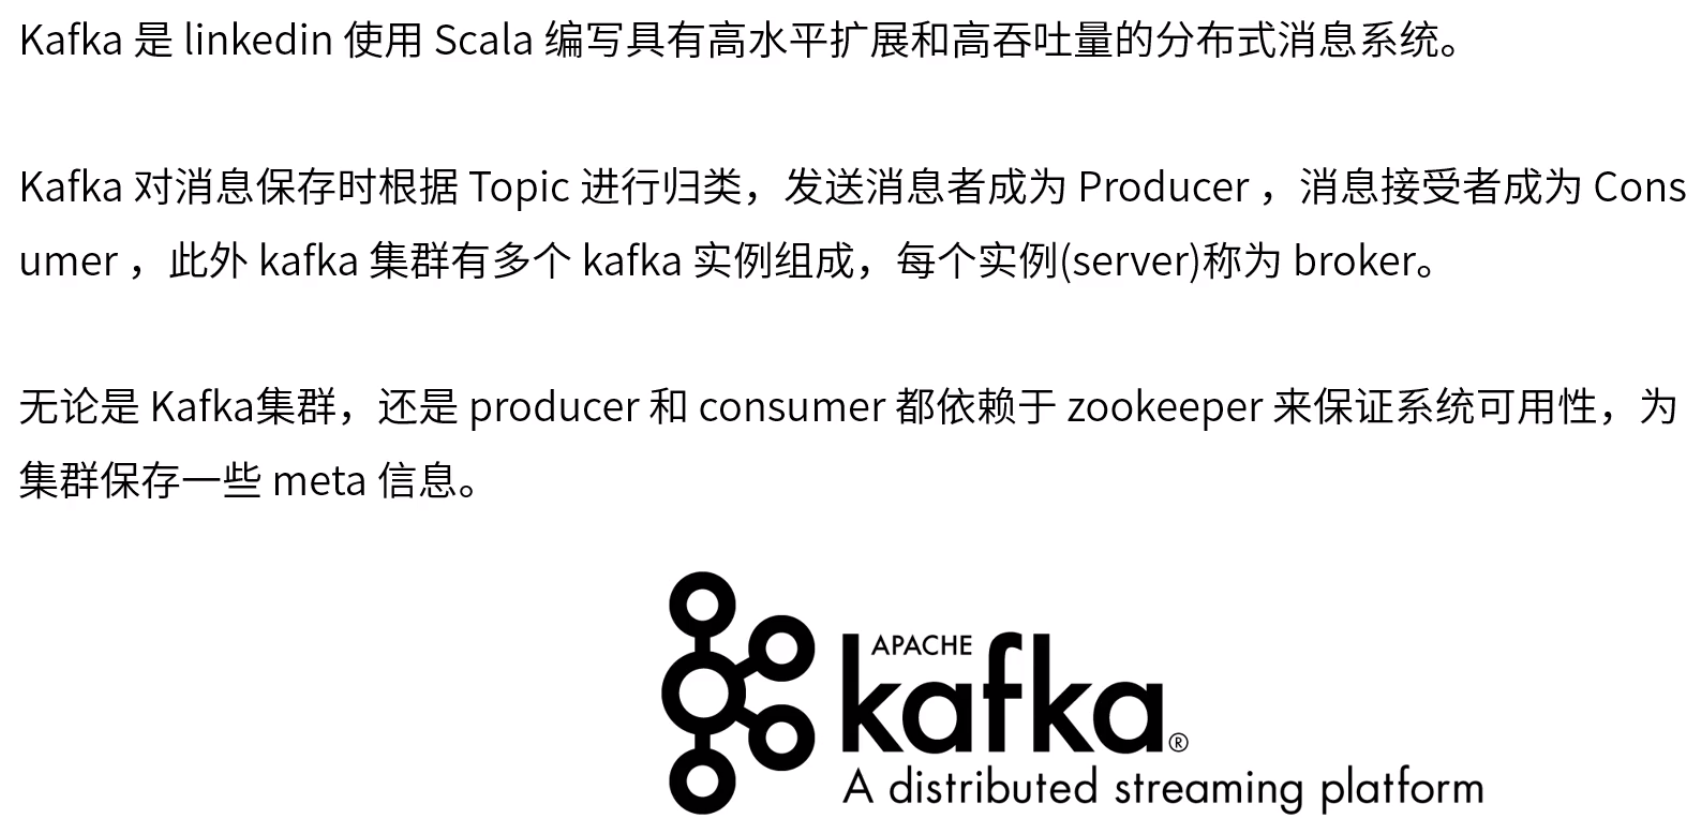 Kafka 是 linkedin 使用 Scala 编写具有高水平扩展和高吞吐量的分布式消息系统。
Kafka 对消息保存时根据 Topic 进行归类，发送消息者成为 Producer ，消息接受者成为 Cons
umer ，此外 kafka 集群有多个 kafka 实例组成，每个实例(server)称为 broker。
无论是 Kafka集群，还是 producer 和 consumer 都依赖于 zookeeper 来保证系统可用性，为
集群保存一些 meta 信息。
APACHE
kafka®
A distributed streaming platform